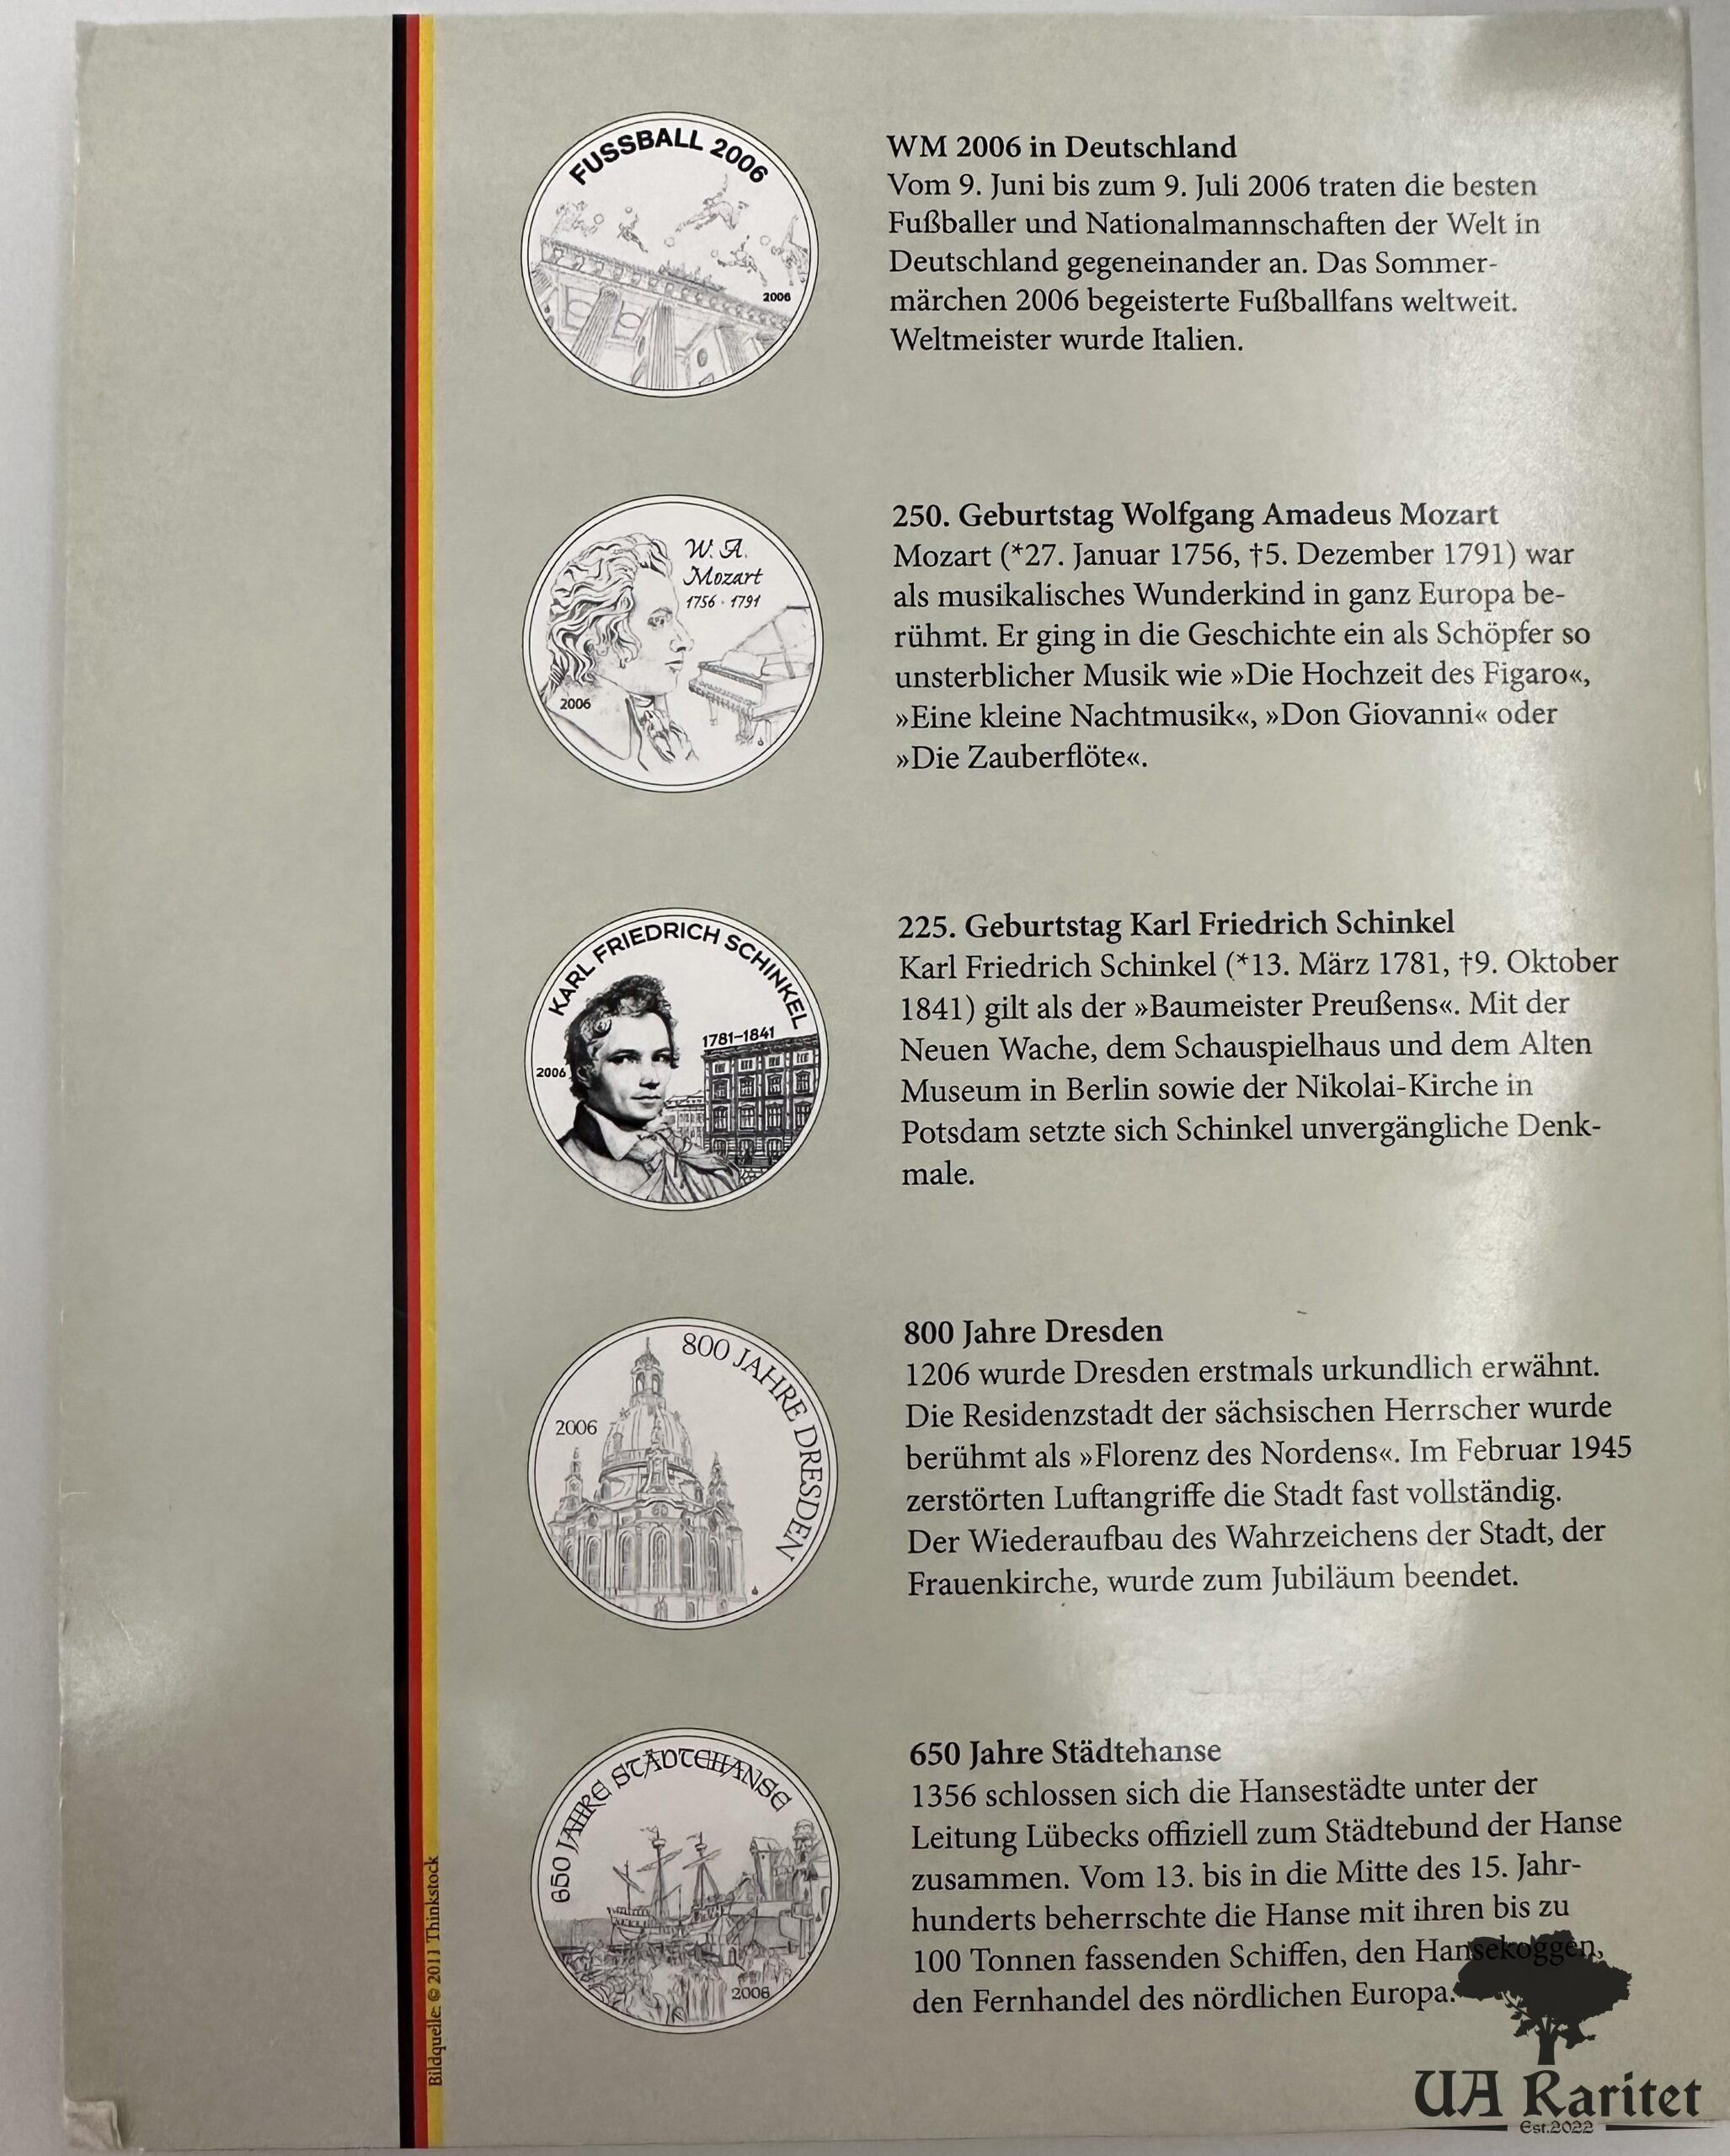 FUSSBALL 2006
2006
WM 2006 in Deutschland
Vom 9. Juni bis zum 9. Juli 2006 traten die besten
Fußballer und Nationalmannschaften der Welt in
Deutschland gegeneinander an. Das Sommer-
märchen 2006 begeisterte Fußballfans weltweit.
Weltmeister wurde Italien.
W. A.
Mozart
1756 · 1791
2006
250. Geburtstag Wolfgang Amadeus Mozart
Mozart (*27. Januar 1756, †5. Dezember 1791) war
als musikalisches Wunderkind in ganz Europa be-
rühmt. Er ging in die Geschichte ein als Schöpfer so
unsterblicher Musik wie »Die Hochzeit des Figaro«,
»Eine kleine Nachtmusik«, »Don Giovanni« oder
»Die Zauberflöte«.
KARL FRIEDRICH SCHINKEL
1781–1841
2006
225. Geburtstag Karl Friedrich Schinkel
Karl Friedrich Schinkel (*13. März 1781, †9. Oktober
1841) gilt als der »Baumeister Preußens«. Mit der
Neuen Wache, dem Schauspielhaus und dem Alten
Museum in Berlin sowie der Nikolai-Kirche in
Potsdam setzte sich Schinkel unvergängliche Denk-
male.
800 JAHRE DRESDEN
2006
800 Jahre Dresden
1206 wurde Dresden erstmals urkundlich erwähnt.
Die Residenzstadt der sächsischen Herrscher wurde
berühmt als »Florenz des Nordens«. Im Februar 1945
zerstörten Luftangriffe die Stadt fast vollständig.
Der Wiederaufbau des Wahrzeichens der Stadt, der
Frauenkirche, wurde zum Jubiläum beendet.
650 JAHRE STÄDTEHANSE
2006
650 Jahre Städtehanse
1356 schlossen sich die Hansestädte unter der
Leitung Lübecks offiziell zum Städtebund der Hanse
zusammen. Vom 13. bis in die Mitte des 15. Jahr-
hunderts beherrschte die Hanse mit ihren bis zu
100 Tonnen fassenden Schiffen, den Hansekoggen,
den Fernhandel des nördlichen Europa.
Bildquelle: © 2011 Thinkstock
UA Raritet
Est.2022